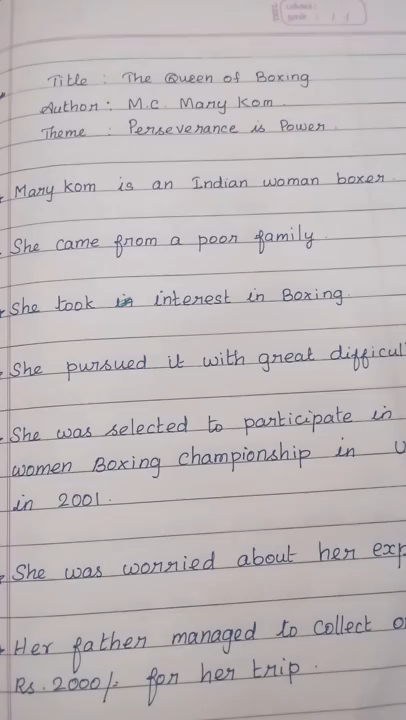 Title : The Queen of Boxing
Author : M.C. Mary Kom.
Theme : Perseverance is Power.
Mary Kom is an Indian woman boxer.
She came from a poor family.
She took interest in Boxing.
She pursued it with great
She was selected to participate in
women Boxing championship in
in 2001.
She was worried about her
Her father managed to collect
Rs. 2000/- for her trip.